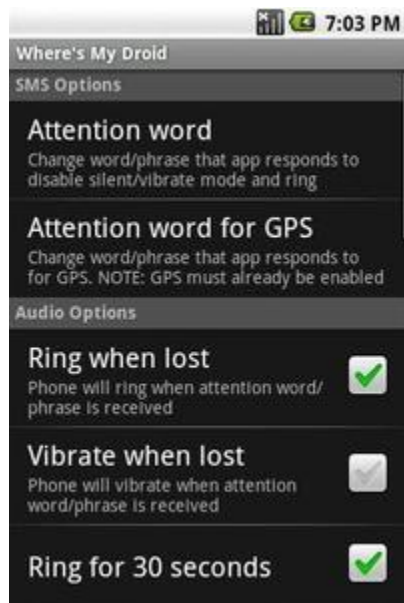 7:03 PM
Where's My Droid
SMS Options
Attention word
Change word/phrase that app responds to
disable silent/vibrate mode and ring
Attention word for GPS
Change word/phrase that app responds to
for GPS. NOTE: GPS must already be enabled
Audio Options
Ring when lost
Phone will ring when attention word/
phrase is received
Vibrate when lost
Phone will vibrate when attention
word/phrase is received
Ring for 30 seconds